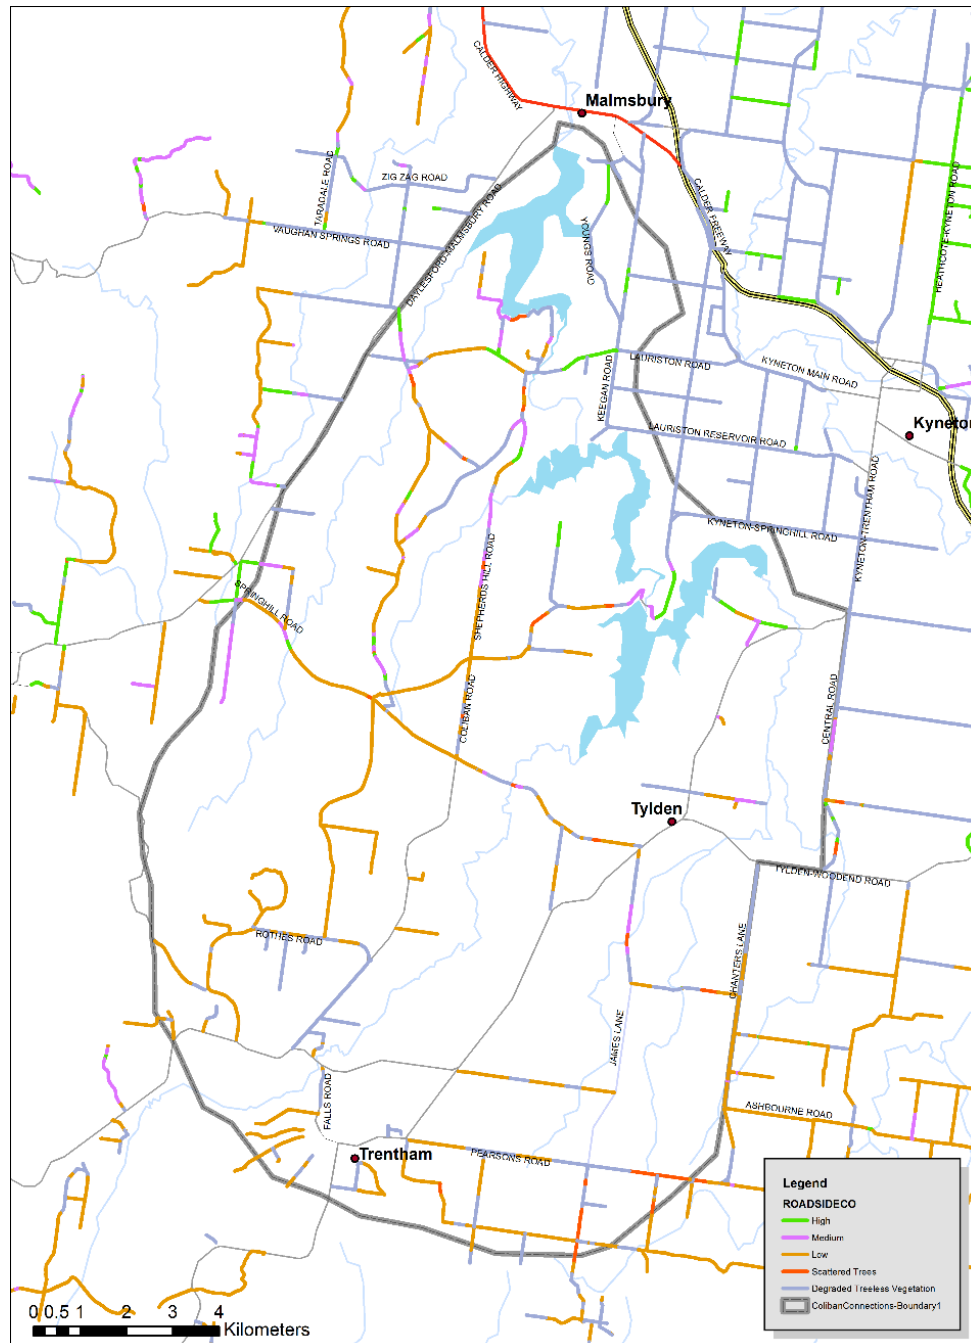 CALDER HIGHWAY
Malmsbury
TARADALE ROAD
ZIG ZAG ROAD
VAUGHAN SPRINGS ROAD
DAYLESFORD-MALMSBURY ROAD
YOUNGS ROAD
CALDER FREEWAY
HEATHCOTE-KYNETON ROAD
LAURISTON ROAD
KYNETON MAIN ROAD
KEEGAN ROAD
Kyneton
LAURISTON RESERVOIR ROAD
KYNETON-TRENTHAM ROAD
KYNETON-SPRINGHILL ROAD
SHEPHERDS HILL ROAD
SPRINGHILL ROAD
COLIBAN ROAD
CENTRAL ROAD
Tylden
TYLDEN-WOODEND ROAD
ROTHES ROAD
CHANTERS LANE
JAMES LANE
FALLS ROAD
ASHBOURNE ROAD
Trentham
PEARSONS ROAD
Legend
ROADSIDECO
High
Medium
Low
Scattered Trees
Degraded Treeless Vegetation
ColibanConnections-Boundary1
0 0.5 1 2 3 4
Kilometers